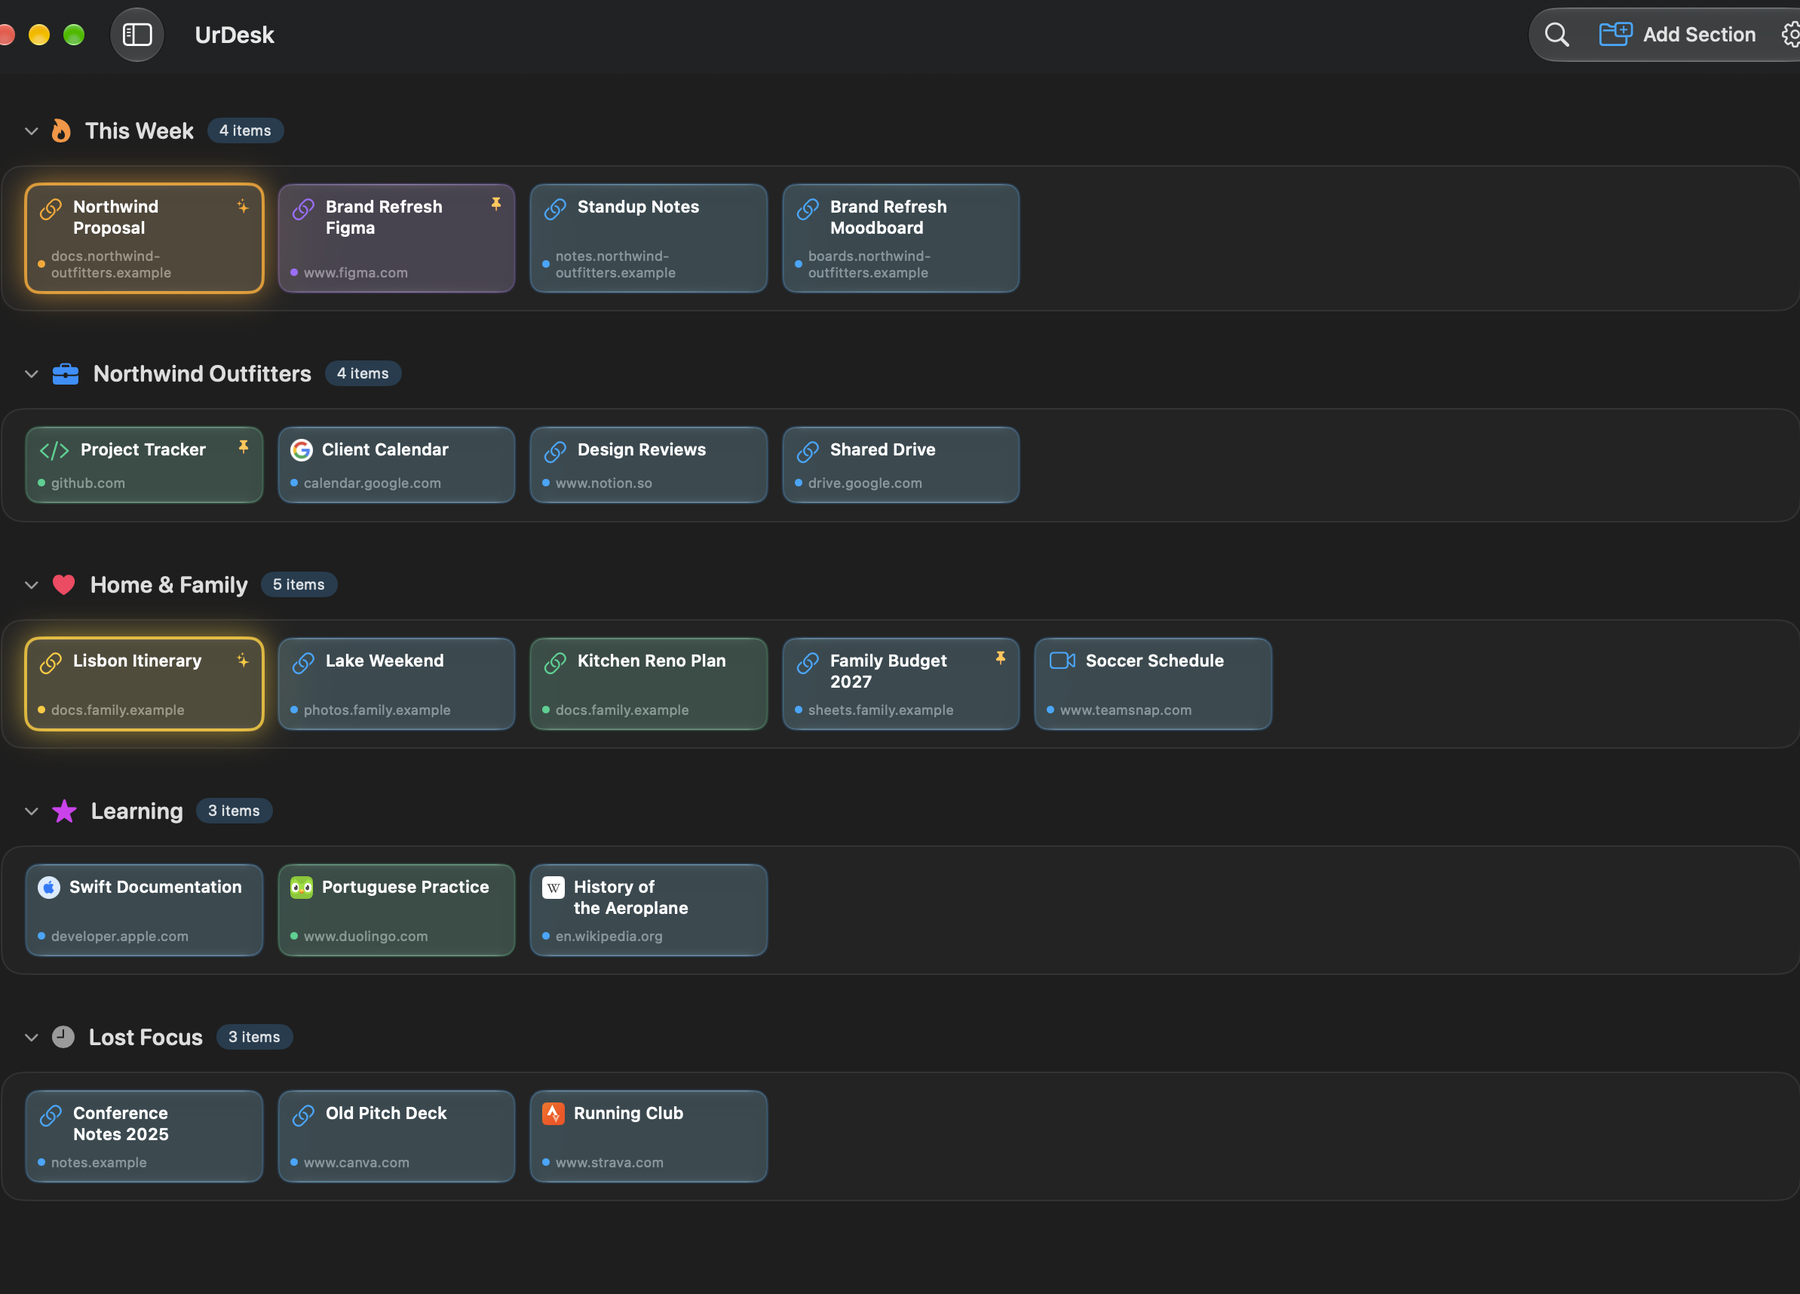 UrDesk
Add Section
This Week
4 items
Northwind
Proposal
docs.northwind-
outfitters.example
Brand Refresh
Figma
www.figma.com
Standup Notes
notes.northwind-
outfitters.example
Brand Refresh
Moodboard
boards.northwind-
outfitters.example
Northwind Outfitters
4 items
Project Tracker
github.com
Client Calendar
calendar.google.com
Design Reviews
www.notion.so
Shared Drive
drive.google.com
Home & Family
5 items
Lisbon Itinerary
docs.family.example
Lake Weekend
photos.family.example
Kitchen Reno Plan
docs.family.example
Family Budget
2027
sheets.family.example
Soccer Schedule
www.teamsnap.com
Learning
3 items
Swift Documentation
developer.apple.com
Portuguese Practice
www.duolingo.com
W
History of
the Aeroplane
en.wikipedia.org
Lost Focus
3 items
Conference
Notes 2025
notes.example
Old Pitch Deck
www.canva.com
Running Club
www.strava.com